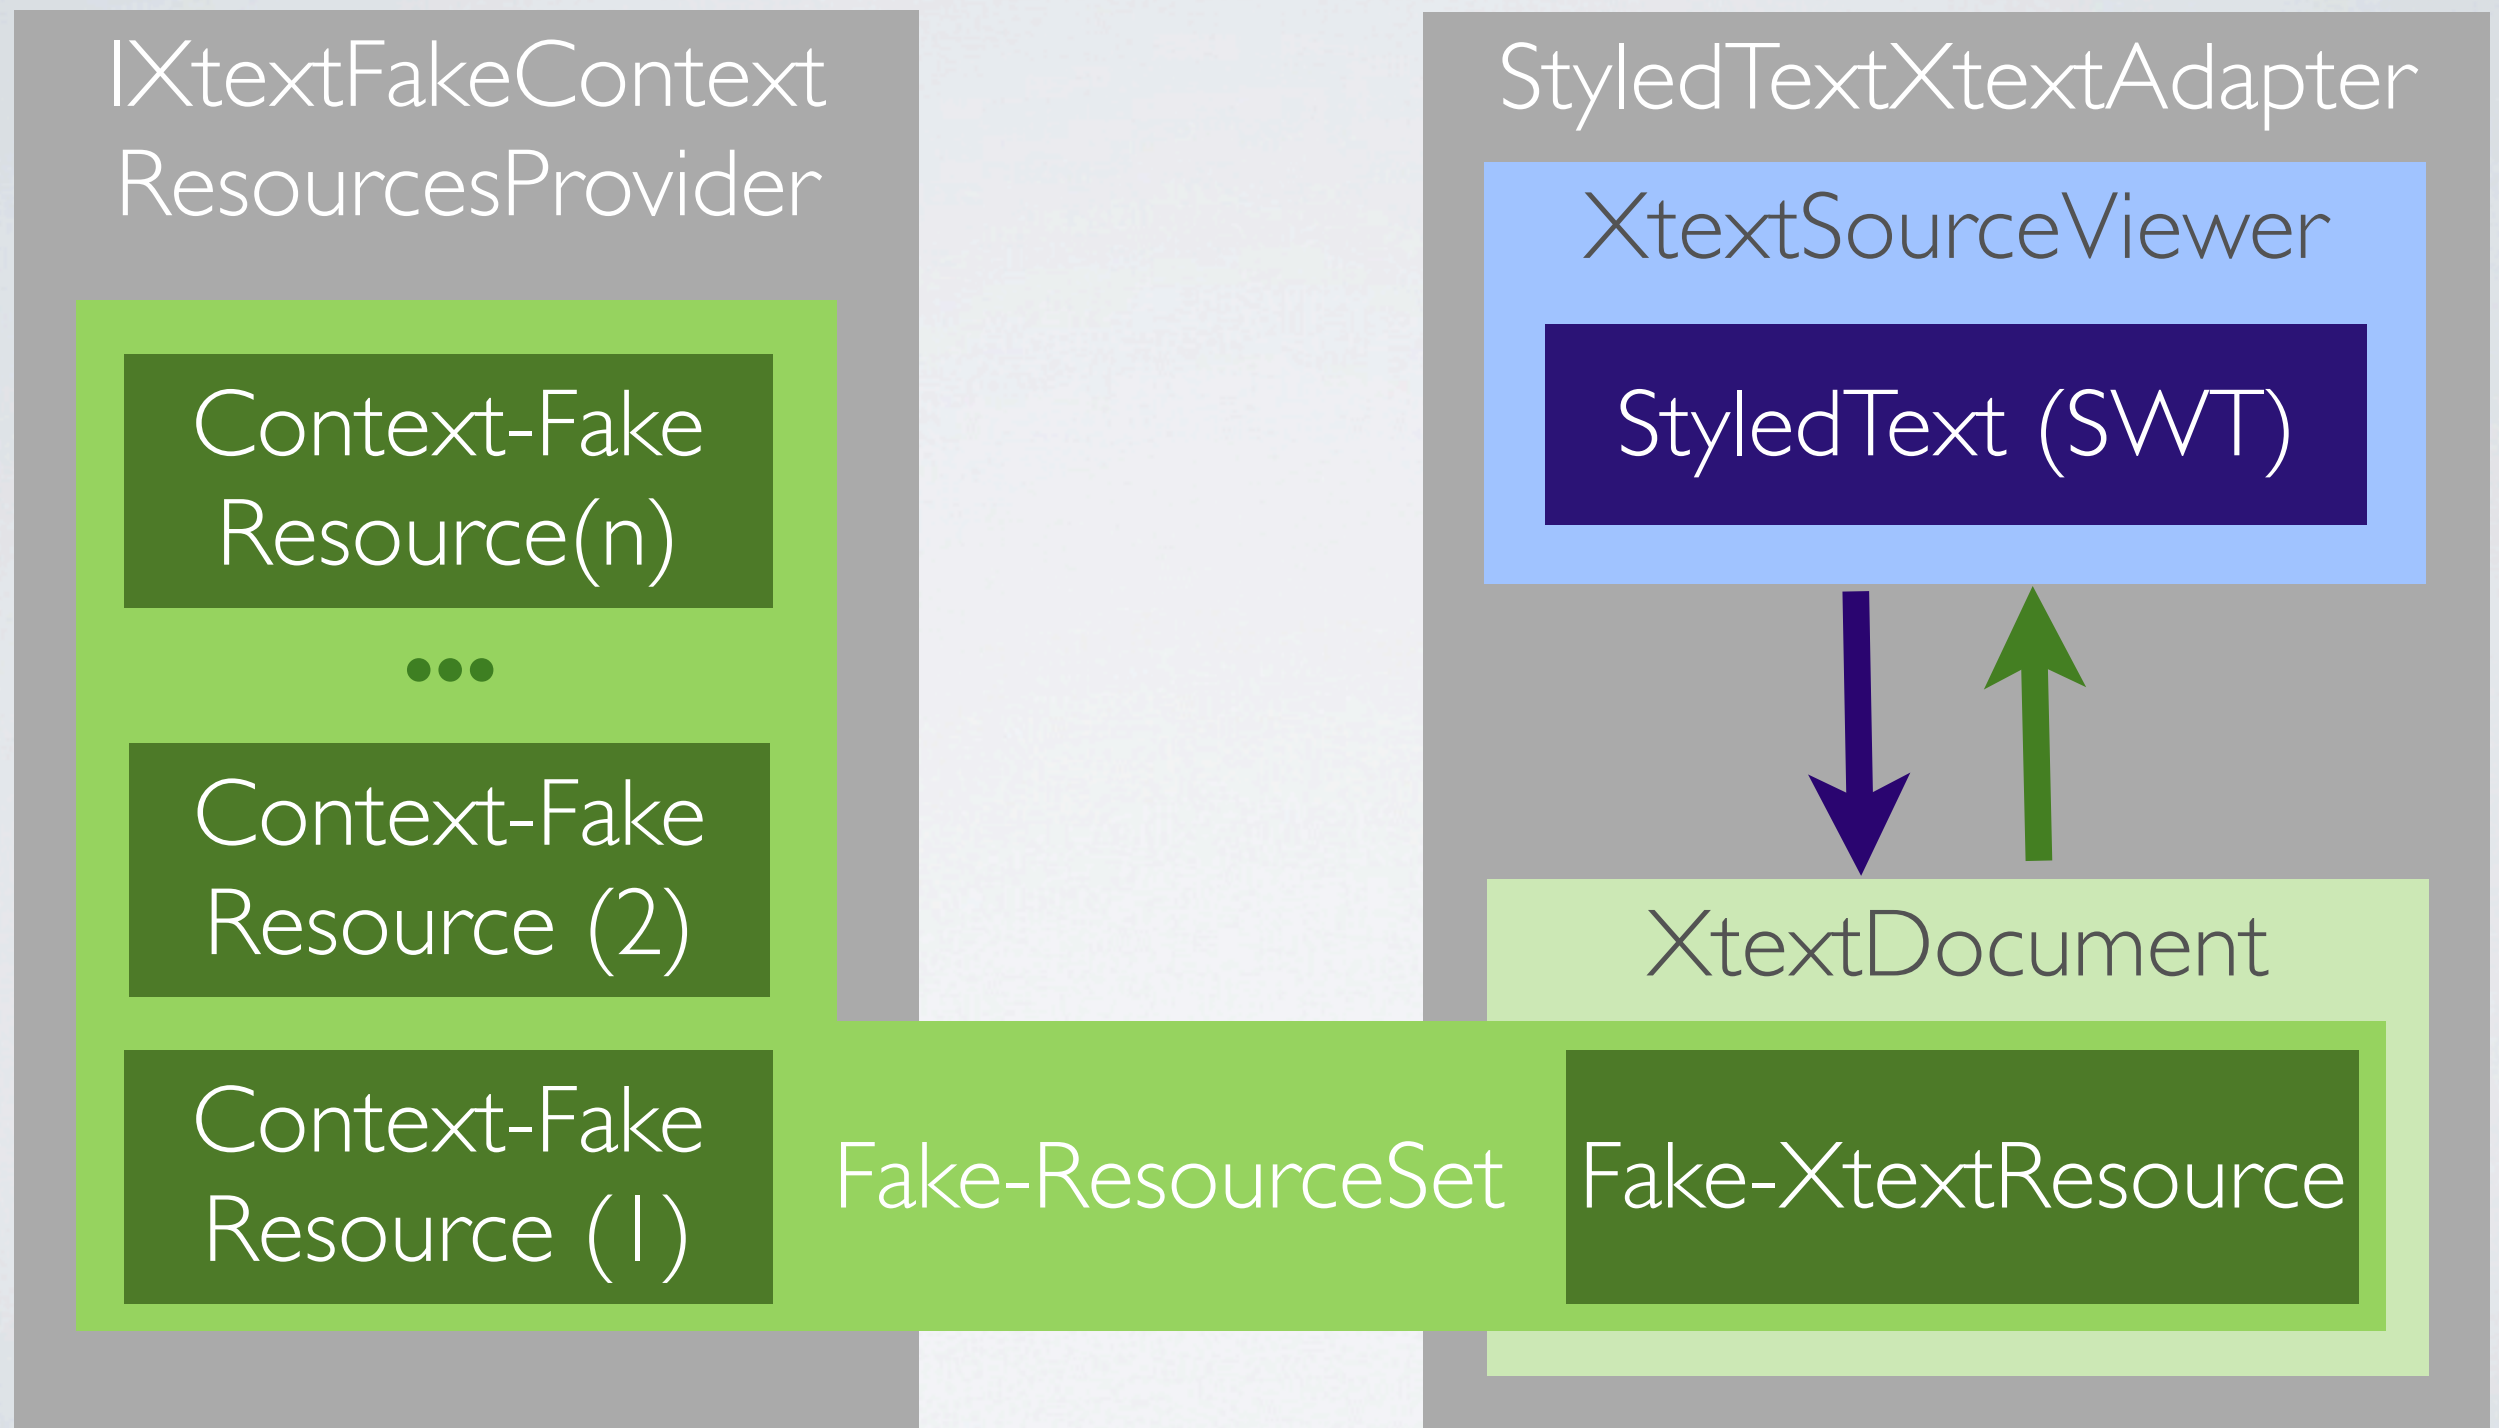 IXtextFakeContext
ResourcesProvider
Context-Fake
Resource(n)
...
Context-Fake
Resource (2)
Context-Fake
Resource (1)
Fake-ResourceSet
StyledTextXtextAdapter
XtextSourceViewer
StyledText (SWT)
XtextDocument
Fake-XtextResource